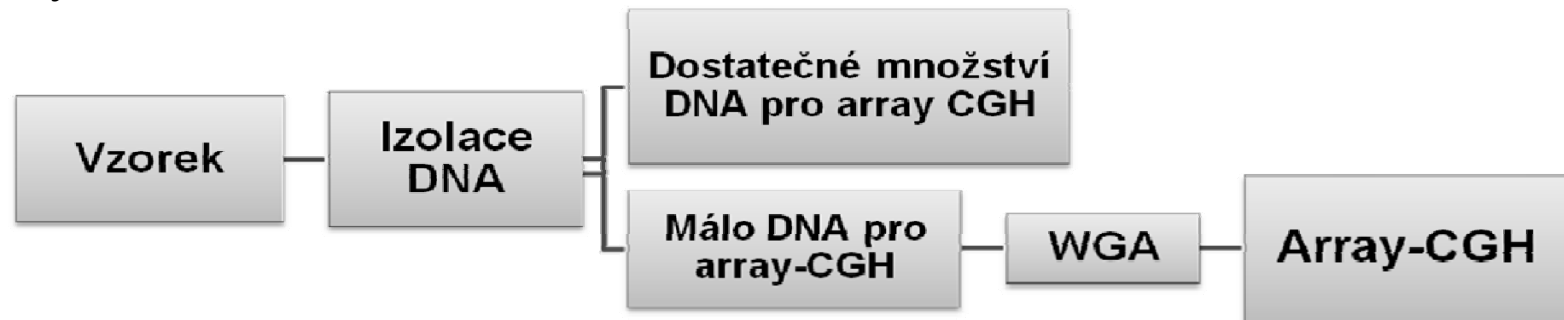 Vzorek
Izolace
DNA
Dostatečné množství
DNA pro array CGH
Málo DNA pro
array-CGH
WGA
Array-CGH